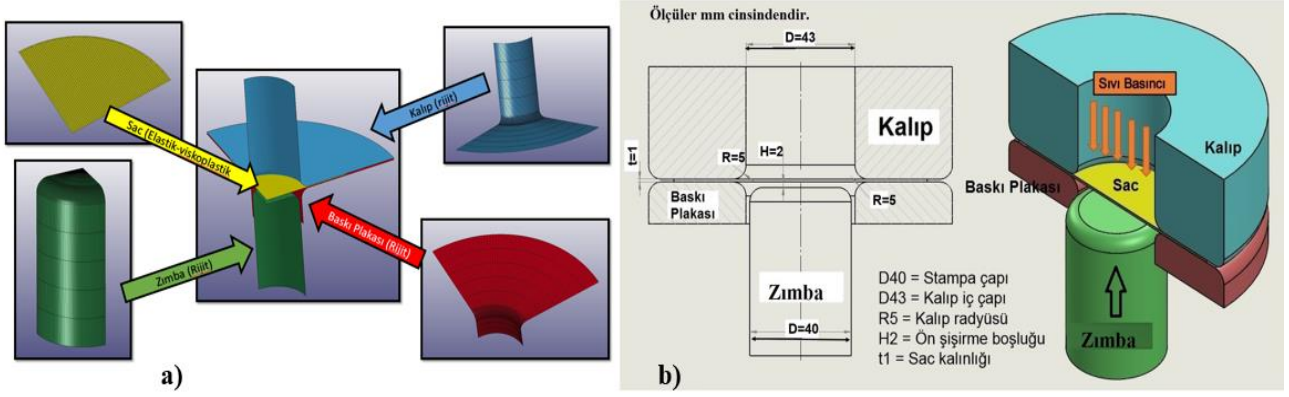 Sac (Elastik-viskoplastik
Kalıp (rijit)
Zımba (Rijit)
Baskı Plakası (Rijit)
a)
Ölçüler mm cinsindendir.
D=43
Kalıp
t=1
R=5
H=2
Baskı
Plakası
R=5
Zımba
D=40
D40 = Stampa çapı
D43 = Kalıp iç çapı
R5 = Kalıp radyüsü
H2 = Ön şişirme boşluğu
t1 = Sac kalınlığı
Sıvı Basıncı
Kalıp
Baskı Plakası
Sac
Zımba
b)